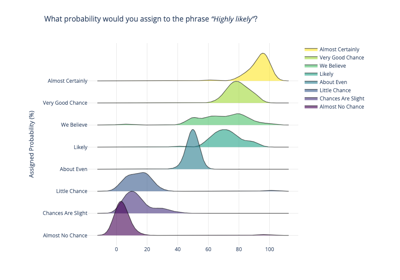 What probability would you assign to the phrase “Highly likely”?
Almost Certainly
Very Good Chance
We Believe
Likely
About Even
Little Chance
Chances Are Slight
Almost No Chance
Assigned Probability (%)
0 20 40 60 80 100
Almost Certainly
Very Good Chance
We Believe
Likely
About Even
Little Chance
Chances Are Slight
Almost No Chance